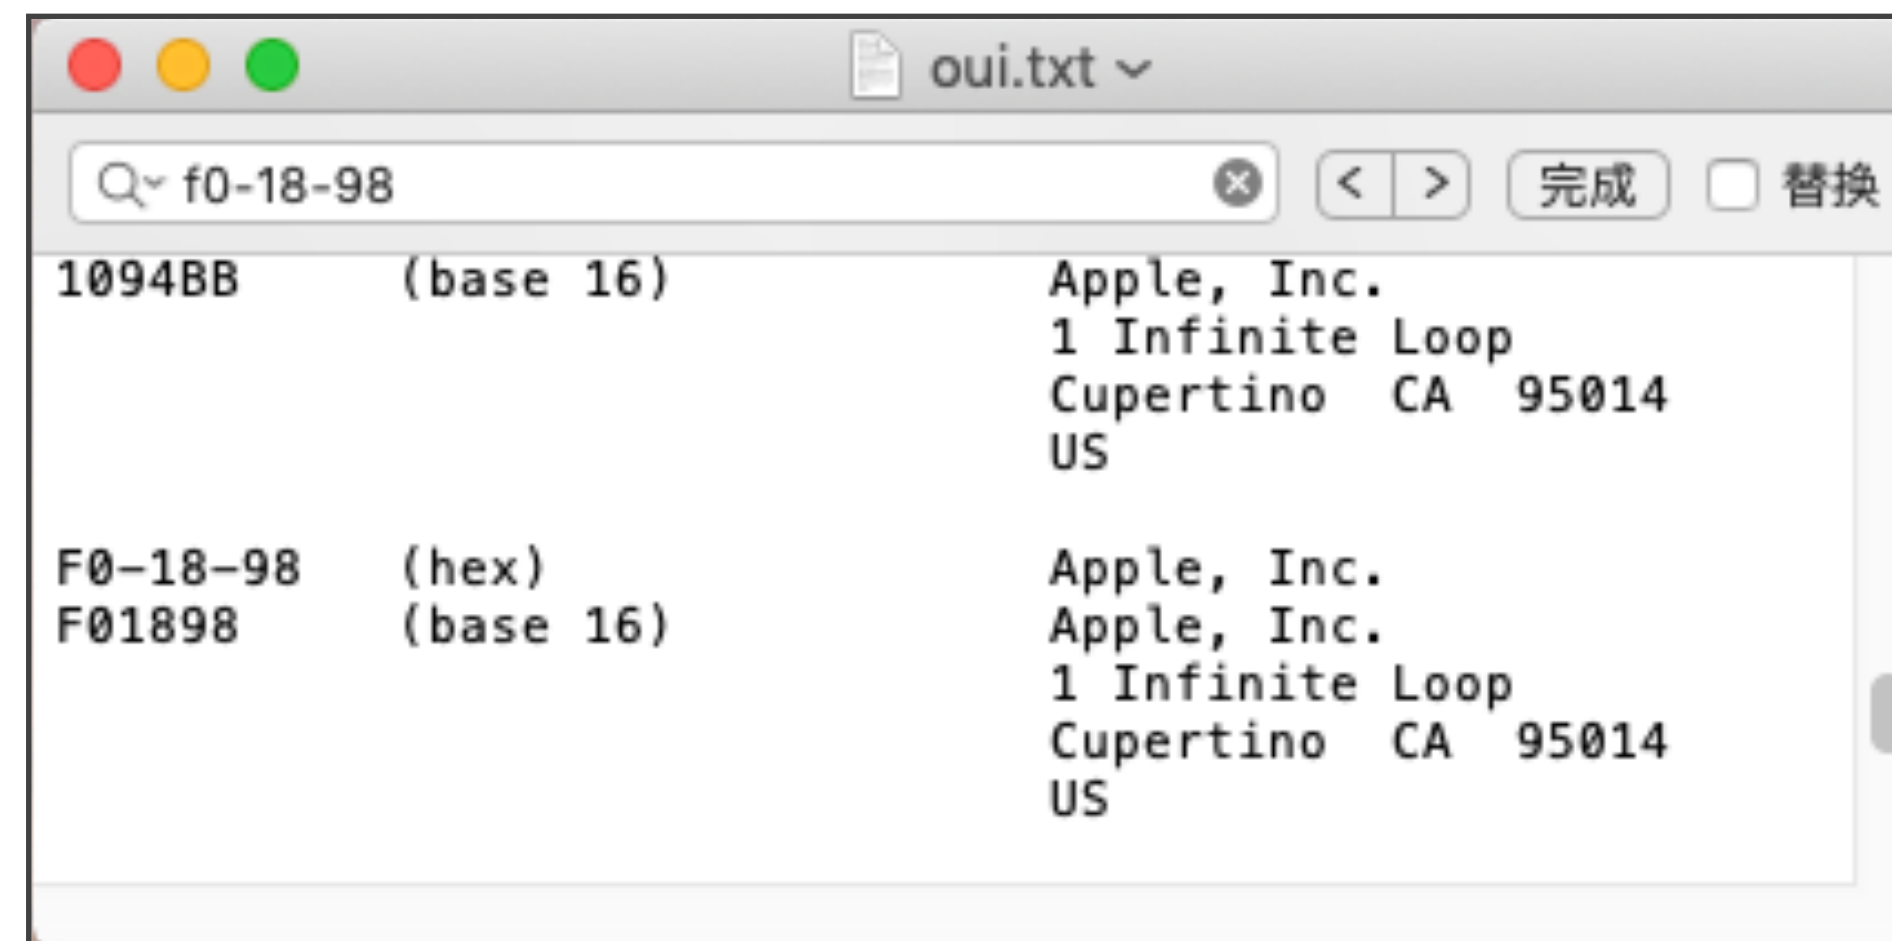 oui.txt
f0-18-98 < > 完成 替换
1094BB (base 16) Apple, Inc.
1 Infinite Loop
Cupertino CA 95014
US
F0-18-98 (hex) Apple, Inc.
F01898 (base 16) Apple, Inc.
1 Infinite Loop
Cupertino CA 95014
US